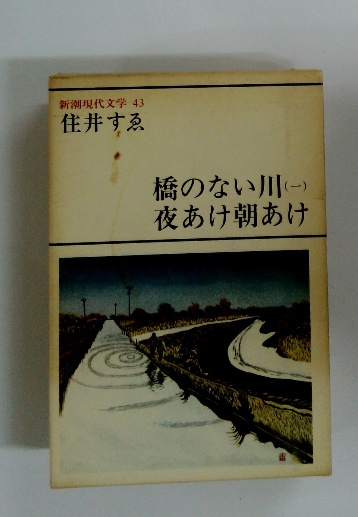 新潮現代文学 43
住井すゑ
橋のない川(一)
夜あけ朝あけ